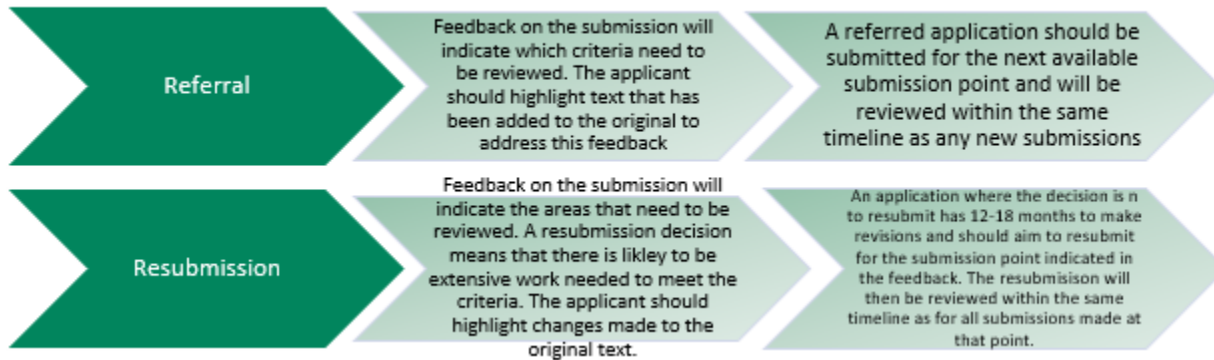 Referral
Feedback on the submission will
indicate which criteria need to
be reviewed. The applicant
should highlight text that has
been added to the original to
address this feedback
A referred application should be
submitted for the next available
submission point and will be
reviewed within the same
timeline as any new submissions
Resubmission
Feedback on the submission will
indicate the areas that need to be
reviewed. A resubmission decision
means that there is likley to be
extensive work needed to meet the
criteria. The applicant should
highlight changes made to the
original text.
An application where the decision is n
to resubmit has 12-18 months to make
revisions and should aim to resubmit
for the submission point indicated in
the feedback. The resubmisison will
then be reviewed within the same
timeline as for all submissions made at
that point.